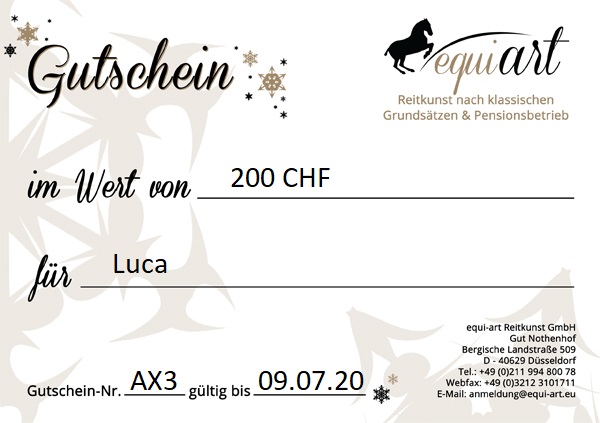 Gutschein
equiart
Reitkunst nach klassischen
Grundsätzen & Pensionsbetrieb
im Wert von 200 CHF
für Luca
equi-art Reitkunst GmbH
Gut Nothenhof
Bergische Landstraße 509
D - 40629 Düsseldorf
Tel.: +49 (0)211 994 800 78
Webfax: +49 (0)3212 3101711
E-Mail: anmeldung@equi-art.eu
Gutschein-Nr. AX3 gültig bis 09.07.20